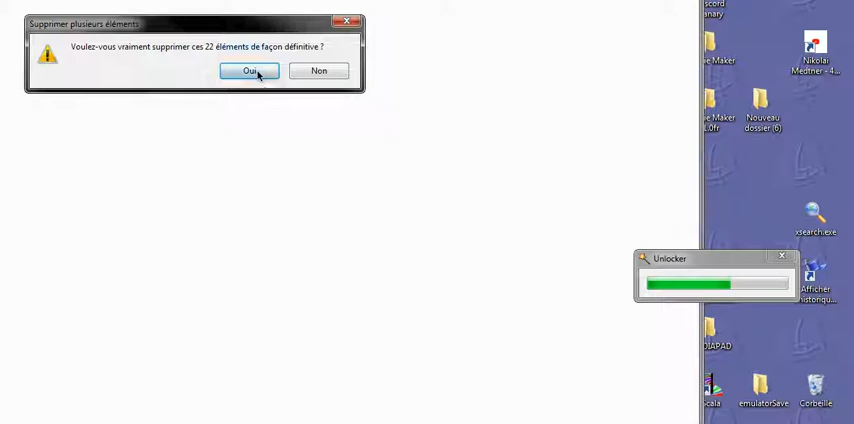 Supprimer plusieurs éléments
Voulez-vous vraiment supprimer ces 22 éléments de façon définitive ?
Oui
Non
Unlocker
Nikolai
Medtner - 4...
Nouveau
dossier (6)
xsearch.exe
Afficher
emulatorSave
Corbeille